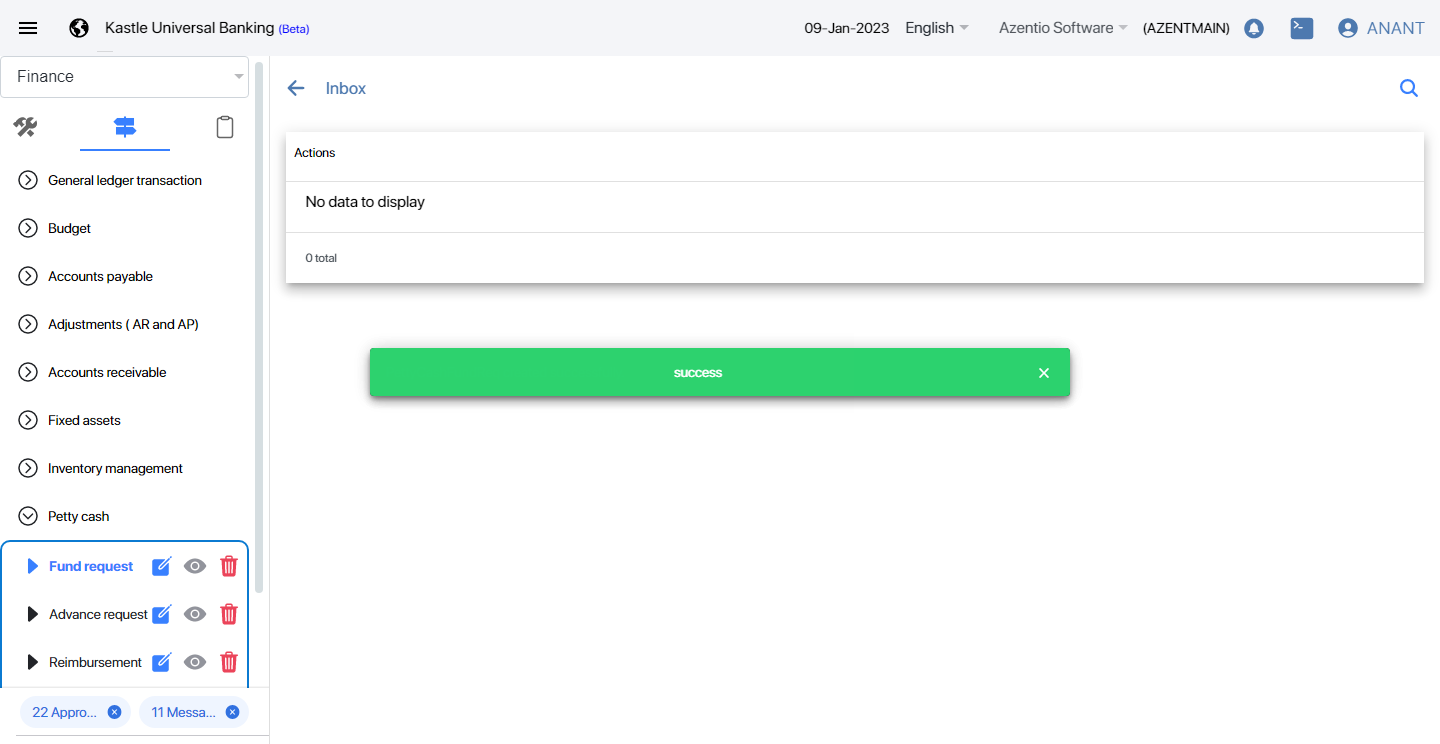 Kastle Universal Banking (Beta)
09-Jan-2023 English Azentio Software (AZENTMAIN) ANANT
Finance
General ledger transaction
Budget
Accounts payable
Adjustments ( AR and AP)
Accounts receivable
Fixed assets
Inventory management
Petty cash
Fund request
Advance request
Reimbursement
22 Appro... 11 Messa...
Inbox
Actions
No data to display
0 total
success